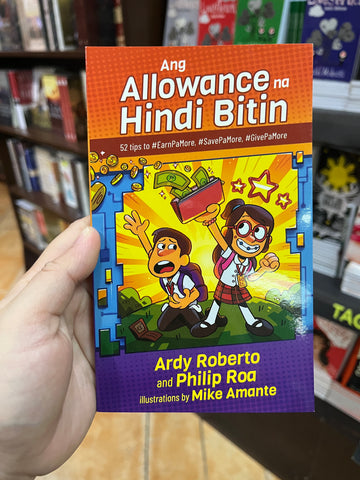 Ang
Allowance na
Hindi Bitin
52 tips to #EarnPaMore, #SavePaMore, #GivePaMore
Ardy Roberto
and Philip Roa
illustrations by Mike Amante
TAG